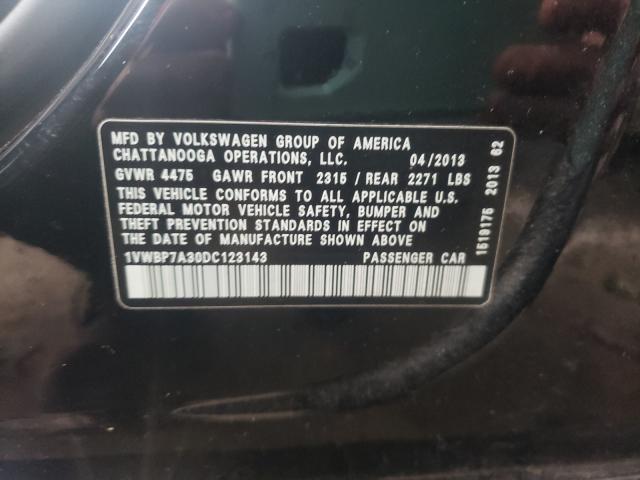 MFD BY VOLKSWAGEN GROUP OF AMERICA
CHATTANOOGA OPERATIONS, LLC. 04/2013
GVWR 4475 GAWR FRONT 2315 / REAR 2271 LBS
THIS VEHICLE CONFORMS TO ALL APPLICABLE U.S.
FEDERAL MOTOR VEHICLE SAFETY, BUMPER AND
THEFT PREVENTION STANDARDS IN EFFECT ON
THE DATE OF MANUFACTURE SHOWN ABOVE
1VWBP7A30DC123143 PASSENGER CAR
1519175 2013 62